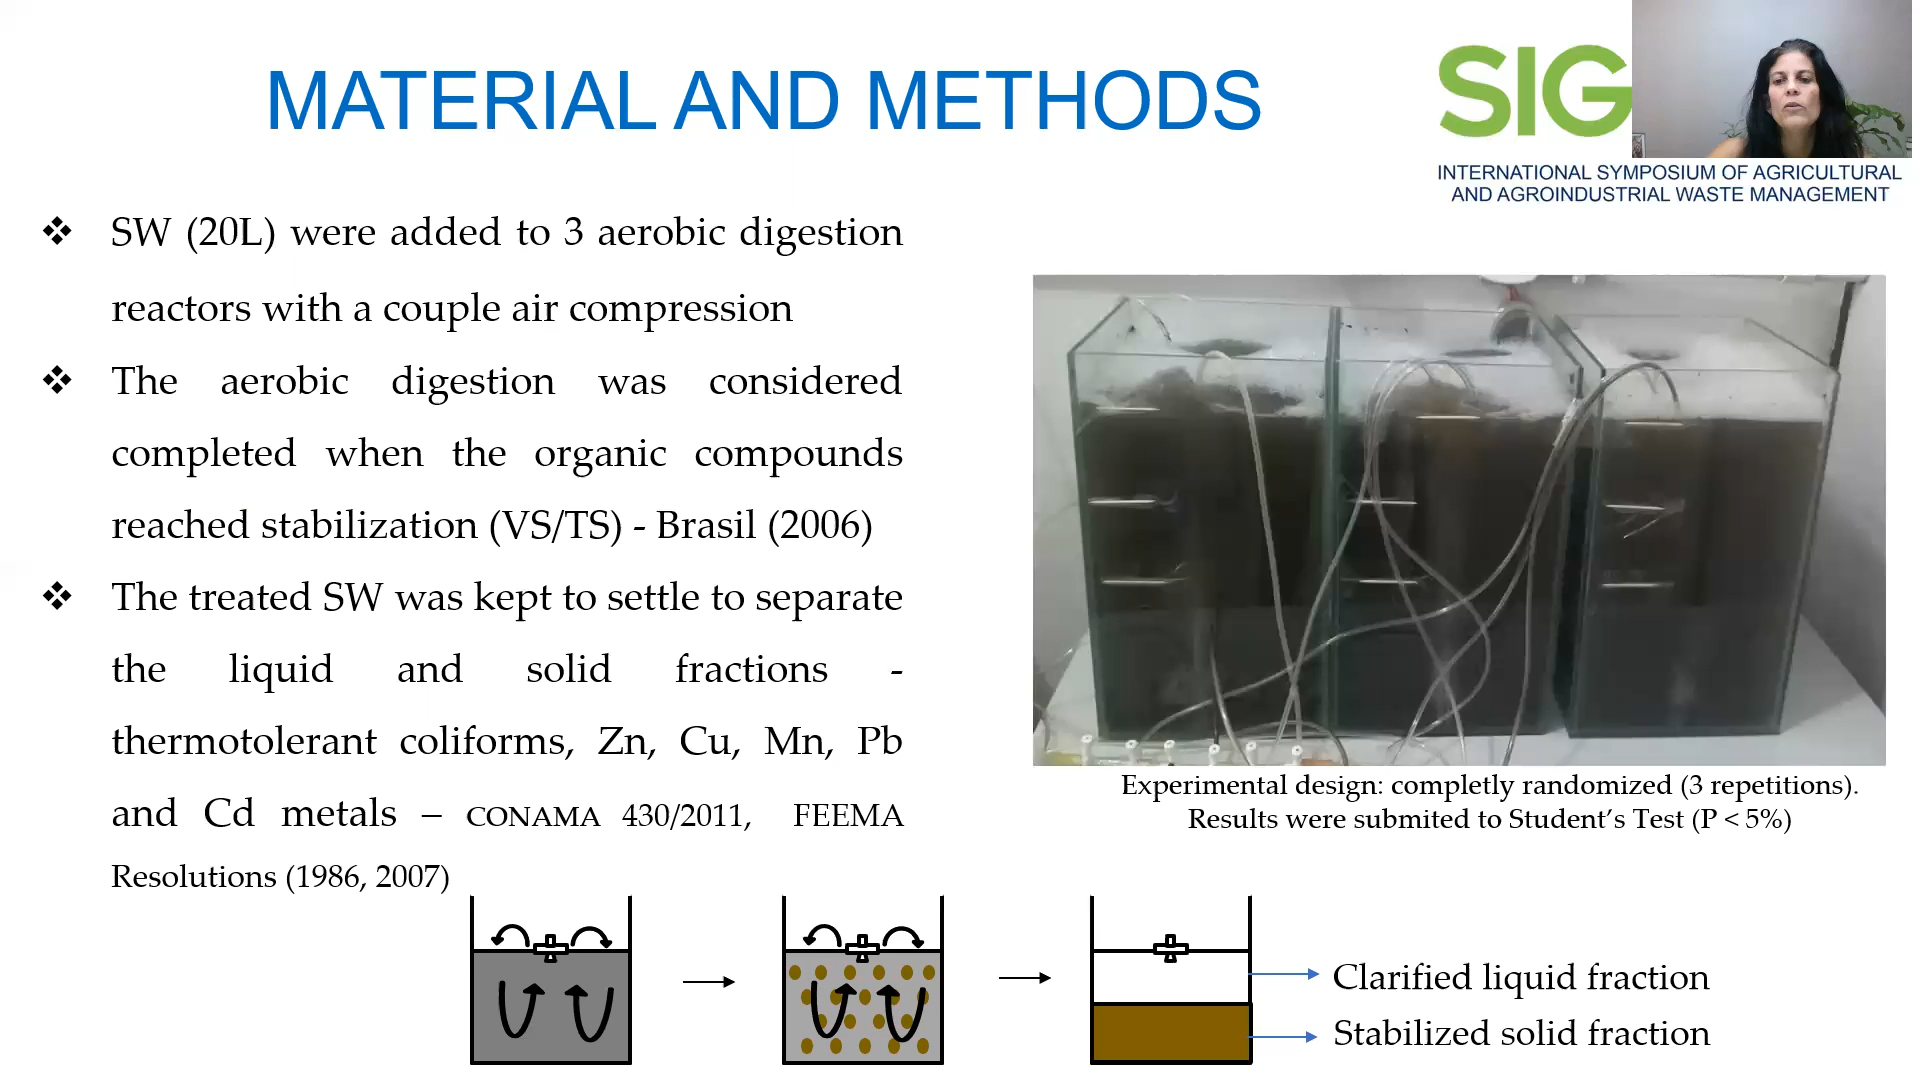 MATERIAL AND METHODS
SIG
INTERNATIONAL SYMPOSIUM OF AGRICULTURAL
AND AGROINDUSTRIAL WASTE MANAGEMENT
❖ SW (20L) were added to 3 aerobic digestion
reactors with a couple air compression
❖ The aerobic digestion was considered
completed when the organic compounds
reached stabilization (VS/TS) - Brasil (2006)
❖ The treated SW was kept to settle to separate
the liquid and solid fractions -
thermotolerant coliforms, Zn, Cu, Mn, Pb
and Cd metals – CONAMA 430/2011, FEEMA
Resolutions (1986, 2007)
Experimental design: completly randomized (3 repetitions).
Results were submited to Student’s Test (P < 5%)
Clarified liquid fraction
Stabilized solid fraction